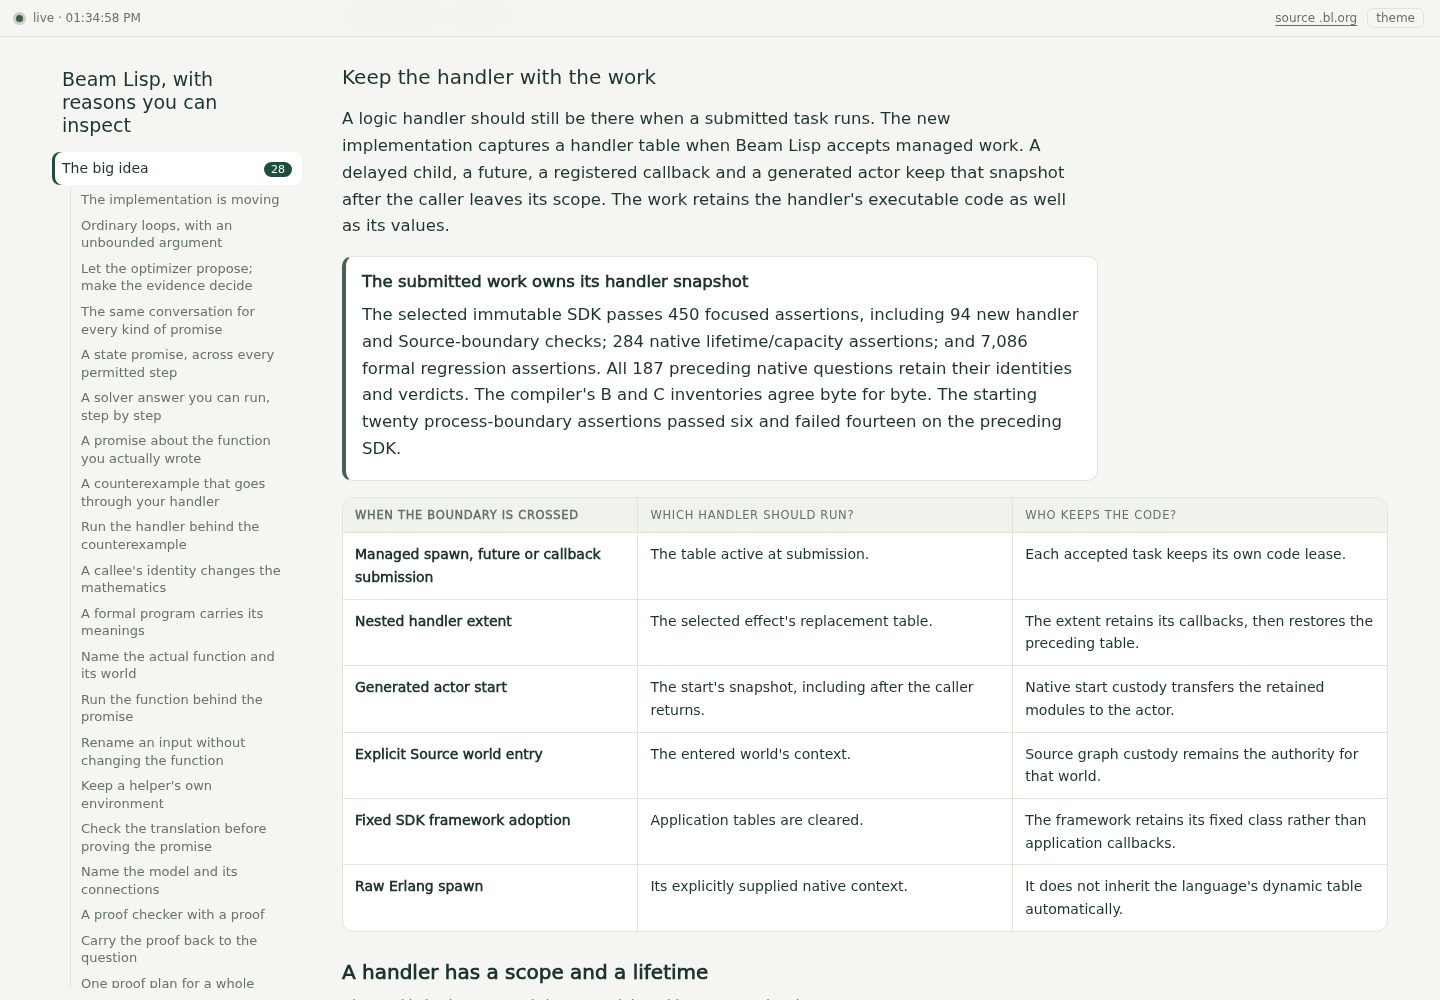 live · 01:34:58 PM
source .bl.org
theme
Beam Lisp, with
reasons you can
inspect
The big idea
28
The implementation is moving
Ordinary loops, with an
unbounded argument
Let the optimizer propose;
make the evidence decide
The same conversation for
every kind of promise
A state promise, across every
permitted step
A solver answer you can run,
step by step
A promise about the function
you actually wrote
A counterexample that goes
through your handler
Run the handler behind the
counterexample
A callee's identity changes the
mathematics
A formal program carries its
meanings
Name the actual function and
its world
Run the function behind the
promise
Rename an input without
changing the function
Keep a helper's own
environment
Check the translation before
proving the promise
Name the model and its
connections
A proof checker with a proof
Carry the proof back to the
question
One proof plan for a whole
Keep the handler with the work
A logic handler should still be there when a submitted task runs. The new
implementation captures a handler table when Beam Lisp accepts managed work. A
delayed child, a future, a registered callback and a generated actor keep that snapshot
after the caller leaves its scope. The work retains the handler's executable code as well
as its values.
The submitted work owns its handler snapshot
The selected immutable SDK passes 450 focused assertions, including 94 new handler
and Source-boundary checks; 284 native lifetime/capacity assertions; and 7,086
formal regression assertions. All 187 preceding native questions retain their identities
and verdicts. The compiler's B and C inventories agree byte for byte. The starting
twenty process-boundary assertions passed six and failed fourteen on the preceding
SDK.
WHEN THE BOUNDARY IS CROSSED
WHICH HANDLER SHOULD RUN?
WHO KEEPS THE CODE?
Managed spawn, future or callback
submission
The table active at submission.
Each accepted task keeps its own code lease.
Nested handler extent
The selected effect's replacement table.
The extent retains its callbacks, then restores the
preceding table.
Generated actor start
The start's snapshot, including after the caller
returns.
Native start custody transfers the retained
modules to the actor.
Explicit Source world entry
The entered world's context.
Source graph custody remains the authority for
that world.
Fixed SDK framework adoption
Application tables are cleared.
The framework retains its fixed class rather than
application callbacks.
Raw Erlang spawn
Its explicitly supplied native context.
It does not inherit the language's dynamic table
automatically.
A handler has a scope and a lifetime